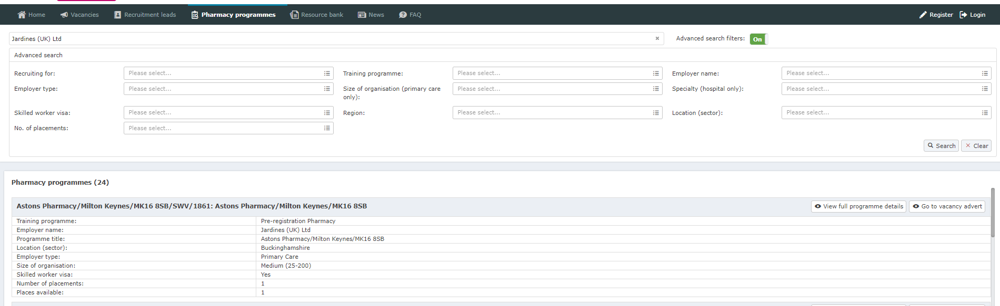 Home Vacancies Recruitment leads Pharmacy programmes Resource bank News FAQ Register Login
Jardines (UK) Ltd × Advanced search filters: On
Advanced search
Recruiting for: Please select... Training programme: Please select... Employer name: Please select...
Employer type: Please select... Size of organisation (primary care only): Please select... Specialty (hospital only): Please select...
Skilled worker visa: Please select... Region: Please select... Location (sector): Please select...
No. of placements: Please select...
Search × Clear
Pharmacy programmes (24)
Astons Pharmacy/Milton Keynes/MK16 8SB/SWV/1861: Astons Pharmacy/Milton Keynes/MK16 8SB View full programme details Go to vacancy advert
Training programme: Pre-registration Pharmacy
Employer name: Jardines (UK) Ltd
Programme title: Astons Pharmacy/Milton Keynes/MK16 8SB
Location (sector): Buckinghamshire
Employer type: Primary Care
Size of organisation: Medium (25-200)
Skilled worker visa: Yes
Number of placements: 1
Places available: 1